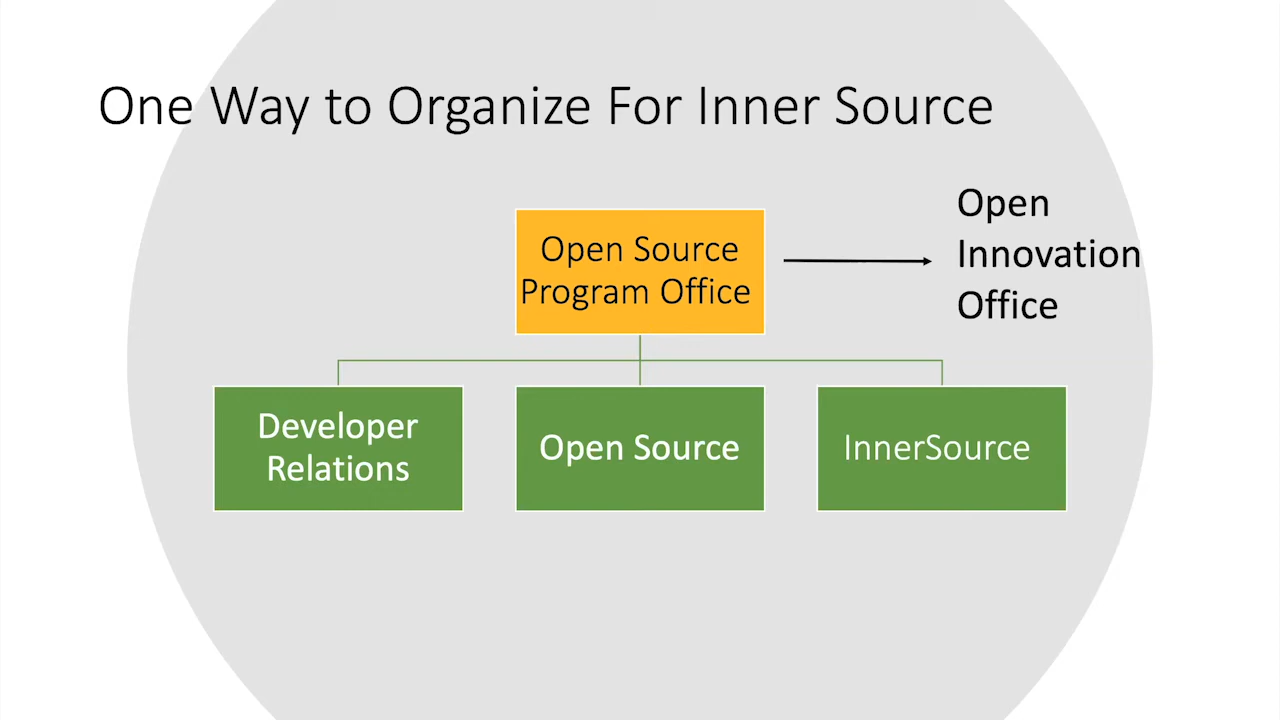 One Way to Organize For Inner Source
Open
Innovation
Office
Open Source
Program Office
Developer
Relations
Open Source
InnerSource